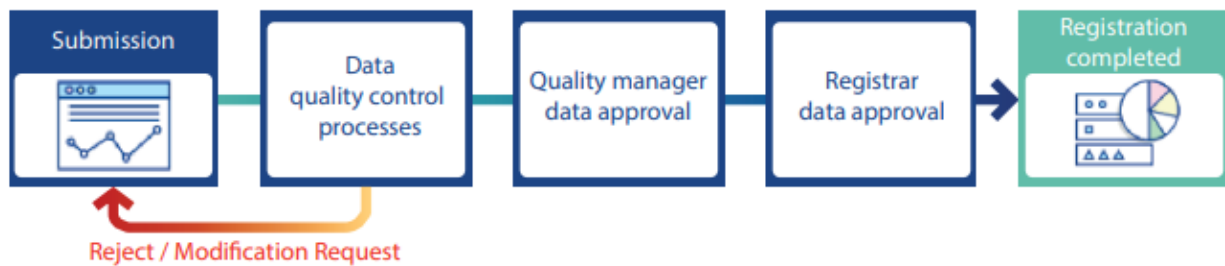 Submission
Data
quality control
processes
Quality manager
data approval
Registrar
data approval
Registration
completed
Reject / Modification Request